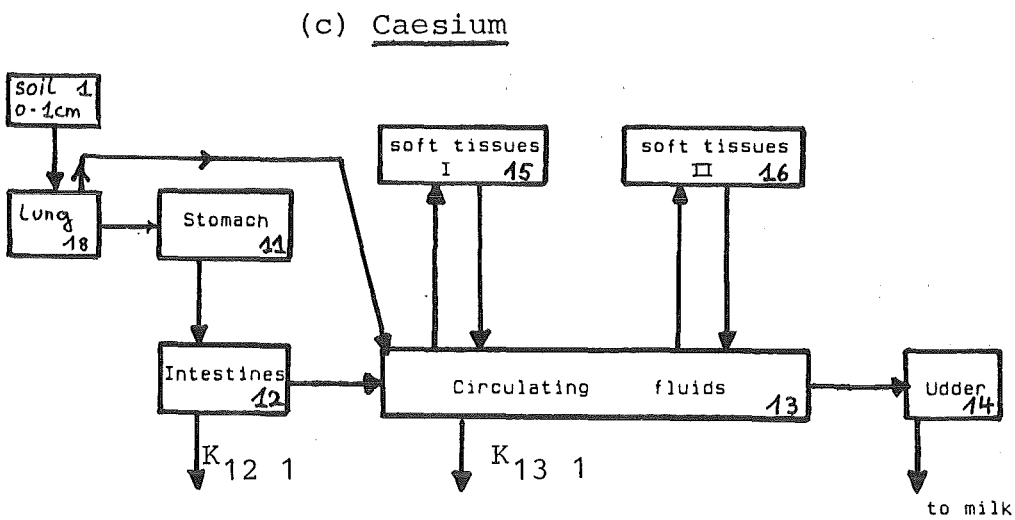 (c) Caesium
soil 1
0-1cm
soft tissues
I 15
soft tissues
II 16
Lung
18
Stomach
11
Intestines
12
Circulating fluids
13
Udder
14
K12 1
K13 1
to milk